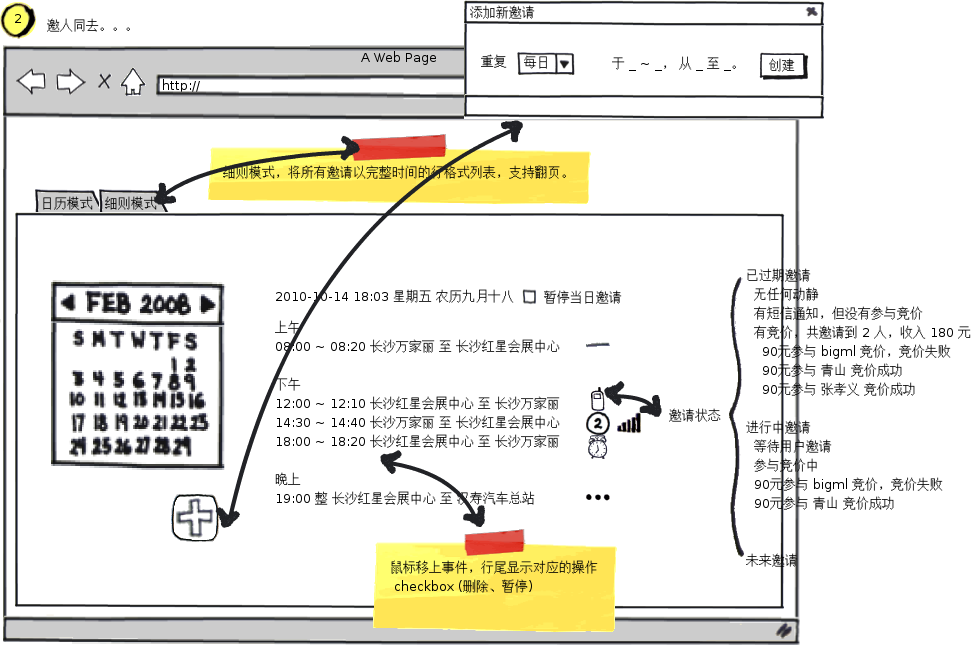 2
邀人同去。。。
添加新邀请
重复 每日 于 _ ~ _，从 _ 至 _。 创建
A Web Page
http://
细则模式，将所有邀请以完整时间的行格式列表，支持翻页。
日历模式 细则模式
FEB 2008
S M T W T F S
1 2
3 4 5 6 7 8 9
10 11 12 13 14 15 16
17 18 19 20 21 22 23
24 25 26 27 28 29
2010-10-14 18:03 星期五 农历九月十八 暂停当日邀请
上午
08:00 ~ 08:20 长沙万家丽 至 长沙红星会展中心
下午
12:00 ~ 12:10 长沙红星会展中心 至 长沙万家丽
14:30 ~ 14:40 长沙红星会展中心 至 长沙万家丽 2
18:00 ~ 18:20 长沙红星会展中心 至 长沙万家丽
晚上
19:00 整 长沙红星会展中心 至 汉寿汽车总站
邀请状态
已过期邀请
无任何动静
有短信通知，但没有参与竞价
有竞价，共邀请到 2 人，收入 180 元
90元参与 bigml 竞价，竞价失败
90元参与 青山 竞价成功
90元参与 张孝义 竞价成功
进行中邀请
等待用户邀请
参与竞价中
90元参与 bigml 竞价，竞价失败
90元参与 青山 竞价成功
未来邀请
鼠标移上事件，行尾显示对应的操作
checkbox (删除、暂停)